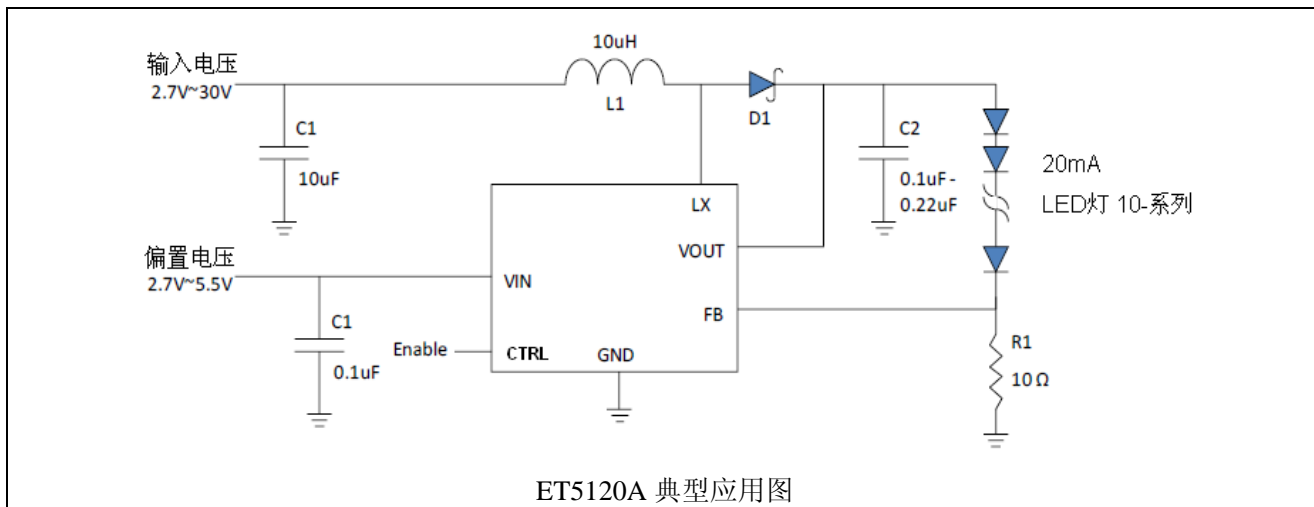 输入电压
2.7V~30V
10uH
L1
D1
C1
10uF
C2
0.1uF-
0.22uF
20mA
LED灯 10-系列
LX
VOUT
FB
偏置电压
2.7V~5.5V
VIN
C1
0.1uF
Enable
CTRL
GND
R1
10Ω
ET5120A 典型应用图